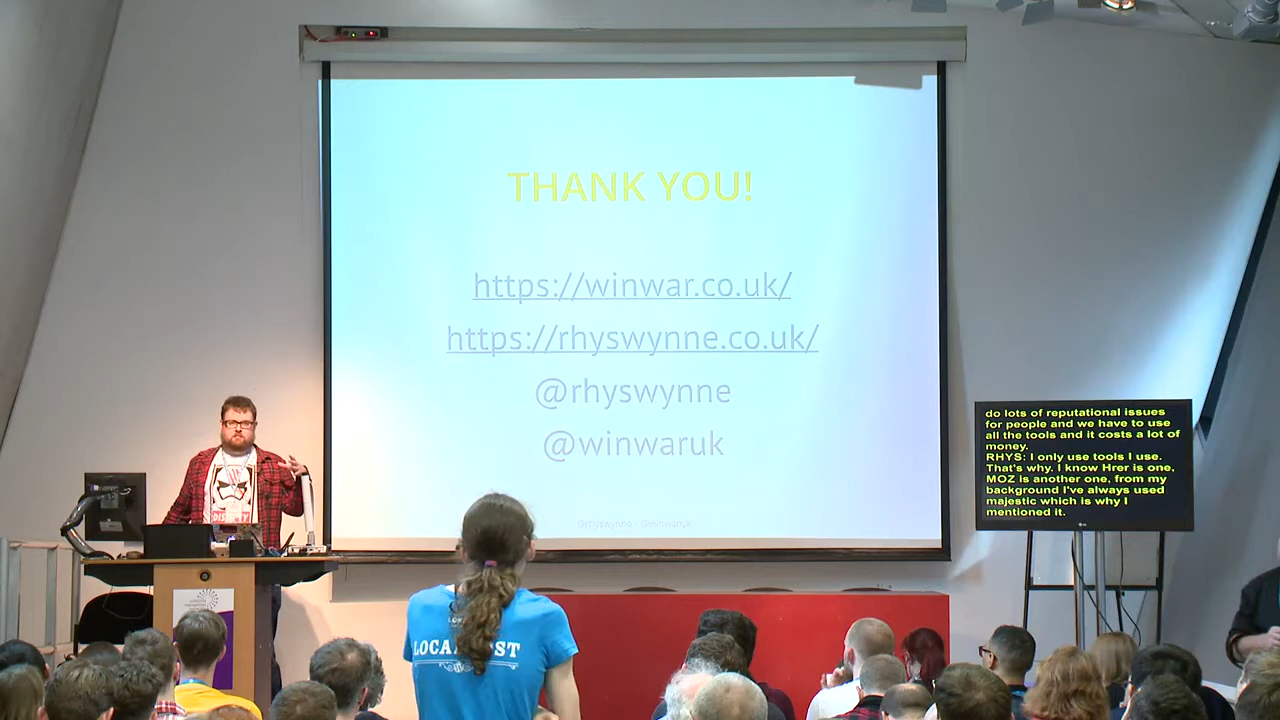 THANK YOU!
https://winwar.co.uk/
https://rhyswynne.co.uk/
@rhyswynne
@winwaruk
@rhyswynne - @winwaruk
do lots of reputational issues
for people and we have to use
all the tools and it costs a lot of
money.
RHYS: I only use tools I use.
That's why. I know Hrer is one,
MOZ is another one, from my
background I've always used
majestic which is why I
mentioned it.